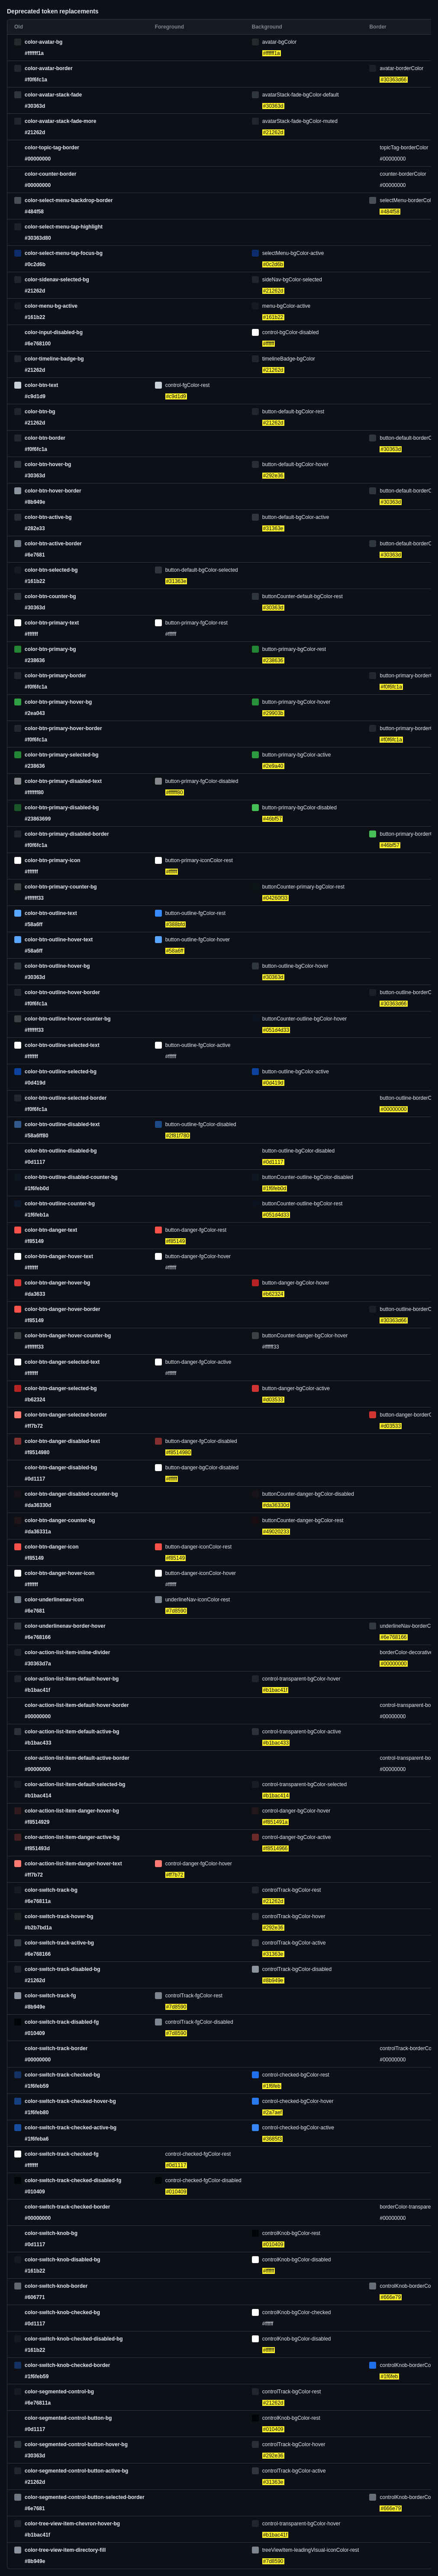 Deprecated token replacements
Old Foreground Background Border
color-avatar-bg avatar-bgColor
#ffffff1a #ffffff1a
color-avatar-border avatar-borderColor
#f0f6fc1a #30363d66
color-avatar-stack-fade avatarStack-fade-bgColor-default
#30363d #30363d
color-avatar-stack-fade-more avatarStack-fade-bgColor-muted
#21262d #21262d
color-topic-tag-border topicTag-borderColor
#00000000 #00000000
color-counter-border counter-borderColor
#00000000 #00000000
color-select-menu-backdrop-border selectMenu-borderCol
#484f58 #484f58
color-select-menu-tap-highlight
#30363d80
color-select-menu-tap-focus-bg selectMenu-bgColor-active
#0c2d6b #0c2d6b
color-sidenav-selected-bg sideNav-bgColor-selected
#21262d #21262d
color-menu-bg-active menu-bgColor-active
#161b22 #161b22
color-input-disabled-bg control-bgColor-disabled
#6e768100 #ffffff
color-timeline-badge-bg timelineBadge-bgColor
#21262d #21262d
color-btn-text control-fgColor-rest
#c9d1d9 #c9d1d9
color-btn-bg button-default-bgColor-rest
#21262d #21262d
color-btn-border button-default-borderC
#f0f6fc1a #30363d
color-btn-hover-bg button-default-bgColor-hover
#30363d #292e36
color-btn-hover-border button-default-borderC
#8b949e #30363d
color-btn-active-bg button-default-bgColor-active
#282e33 #31363e
color-btn-active-border button-default-borderC
#6e7681 #30363d
color-btn-selected-bg button-default-bgColor-selected
#161b22 #31363e
color-btn-counter-bg buttonCounter-default-bgColor-rest
#30363d #30363d
color-btn-primary-text button-primary-fgColor-rest
#ffffff #ffffff
color-btn-primary-bg button-primary-bgColor-rest
#238636 #238636
color-btn-primary-border button-primary-border
#f0f6fc1a #f0f6fc1a
color-btn-primary-hover-bg button-primary-bgColor-hover
#2ea043 #29903b
color-btn-primary-hover-border button-primary-border
#f0f6fc1a #f0f6fc1a
color-btn-primary-selected-bg button-primary-bgColor-active
#238636 #2e9a40
color-btn-primary-disabled-text button-primary-fgColor-disabled
#ffffff80 #ffffff80
color-btn-primary-disabled-bg button-primary-bgColor-disabled
#23863699 #46bf57
color-btn-primary-disabled-border button-primary-border
#f0f6fc1a #46bf57
color-btn-primary-icon button-primary-iconColor-rest
#ffffff #ffffff
color-btn-primary-counter-bg buttonCounter-primary-bgColor-rest
#ffffff33 #04260f33
color-btn-outline-text button-outline-fgColor-rest
#58a6ff #388bfd
color-btn-outline-hover-text button-outline-fgColor-hover
#58a6ff #58a6ff
color-btn-outline-hover-bg button-outline-bgColor-hover
#30363d #30363d
color-btn-outline-hover-border button-outline-borderC
#f0f6fc1a #30363d66
color-btn-outline-hover-counter-bg buttonCounter-outline-bgColor-hover
#ffffff33 #051d4d33
color-btn-outline-selected-text button-outline-fgColor-active
#ffffff #ffffff
color-btn-outline-selected-bg button-outline-bgColor-active
#0d419d #0d419d
color-btn-outline-selected-border button-outline-borderC
#f0f6fc1a #00000000
color-btn-outline-disabled-text button-outline-fgColor-disabled
#58a6ff80 #2f81f780
color-btn-outline-disabled-bg button-outline-bgColor-disabled
#0d1117 #0d1117
color-btn-outline-disabled-counter-bg buttonCounter-outline-bgColor-disabled
#1f6feb0d #1f6feb0d
color-btn-outline-counter-bg buttonCounter-outline-bgColor-rest
#1f6feb1a #051d4d33
color-btn-danger-text button-danger-fgColor-rest
#f85149 #f85149
color-btn-danger-hover-text button-danger-fgColor-hover
#ffffff #ffffff
color-btn-danger-hover-bg button-danger-bgColor-hover
#da3633 #b62324
color-btn-danger-hover-border button-outline-borderC
#f85149 #30363d66
color-btn-danger-hover-counter-bg buttonCounter-danger-bgColor-hover
#ffffff33 #ffffff33
color-btn-danger-selected-text button-danger-fgColor-active
#ffffff #ffffff
color-btn-danger-selected-bg button-danger-bgColor-active
#b62324 #d03533
color-btn-danger-selected-border button-danger-borderC
#ff7b72 #d03533
color-btn-danger-disabled-text button-danger-fgColor-disabled
#f8514980 #f8514980
color-btn-danger-disabled-bg button-danger-bgColor-disabled
#0d1117 #ffffff
color-btn-danger-disabled-counter-bg buttonCounter-danger-bgColor-disabled
#da36330d #da36330d
color-btn-danger-counter-bg buttonCounter-danger-bgColor-rest
#da36331a #49020233
color-btn-danger-icon button-danger-iconColor-rest
#f85149 #f85149
color-btn-danger-hover-icon button-danger-iconColor-hover
#ffffff #ffffff
color-underlinenav-icon underlineNav-iconColor-rest
#6e7681 #7d8590
color-underlinenav-border-hover underlineNav-borderC
#6e768166 #6e768166
color-action-list-item-inline-divider borderColor-decorative
#30363d7a #00000000
color-action-list-item-default-hover-bg control-transparent-bgColor-hover
#b1bac41f #b1bac41f
color-action-list-item-default-hover-border control-transparent-bo
#00000000 #00000000
color-action-list-item-default-active-bg control-transparent-bgColor-active
#b1bac433 #b1bac433
color-action-list-item-default-active-border control-transparent-bo
#00000000 #00000000
color-action-list-item-default-selected-bg control-transparent-bgColor-selected
#b1bac414 #b1bac414
color-action-list-item-danger-hover-bg control-danger-bgColor-hover
#f8514929 #f851491a
color-action-list-item-danger-active-bg control-danger-bgColor-active
#f851493d #f8514966
color-action-list-item-danger-hover-text control-danger-fgColor-hover
#ff7b72 #ff7b72
color-switch-track-bg controlTrack-bgColor-rest
#6e76811a #21262d
color-switch-track-hover-bg controlTrack-bgColor-hover
#b2b7bd1a #292e36
color-switch-track-active-bg controlTrack-bgColor-active
#6e768166 #31363e
color-switch-track-disabled-bg controlTrack-bgColor-disabled
#21262d #8b949e
color-switch-track-fg controlTrack-fgColor-rest
#8b949e #7d8590
color-switch-track-disabled-fg controlTrack-fgColor-disabled
#010409 #7d8590
color-switch-track-border controlTrack-borderCo
#00000000 #00000000
color-switch-track-checked-bg control-checked-bgColor-rest
#1f6feb59 #1f6feb
color-switch-track-checked-hover-bg control-checked-bgColor-hover
#1f6feb80 #2a7aef
color-switch-track-checked-active-bg control-checked-bgColor-active
#1f6feba6 #3685f3
color-switch-track-checked-fg control-checked-fgColor-rest
#ffffff #0d1117
color-switch-track-checked-disabled-fg control-checked-fgColor-disabled
#010409 #010409
color-switch-track-checked-border borderColor-transpare
#00000000 #00000000
color-switch-knob-bg controlKnob-bgColor-rest
#0d1117 #010409
color-switch-knob-disabled-bg controlKnob-bgColor-disabled
#161b22 #ffffff
color-switch-knob-border controlKnob-borderCo
#606771 #666e79
color-switch-knob-checked-bg controlKnob-bgColor-checked
#0d1117 #ffffff
color-switch-knob-checked-disabled-bg controlKnob-bgColor-disabled
#161b22 #ffffff
color-switch-knob-checked-border controlKnob-borderCo
#1f6feb59 #1f6feb
color-segmented-control-bg controlTrack-bgColor-rest
#6e76811a #21262d
color-segmented-control-button-bg controlKnob-bgColor-rest
#0d1117 #010409
color-segmented-control-button-hover-bg controlTrack-bgColor-hover
#30363d #292e36
color-segmented-control-button-active-bg controlTrack-bgColor-active
#21262d #31363e
color-segmented-control-button-selected-border controlKnob-borderCo
#6e7681 #666e79
color-tree-view-item-chevron-hover-bg control-transparent-bgColor-hover
#b1bac41f #b1bac41f
color-tree-view-item-directory-fill treeViewItem-leadingVisual-iconColor-rest
#8b949e #7d8590